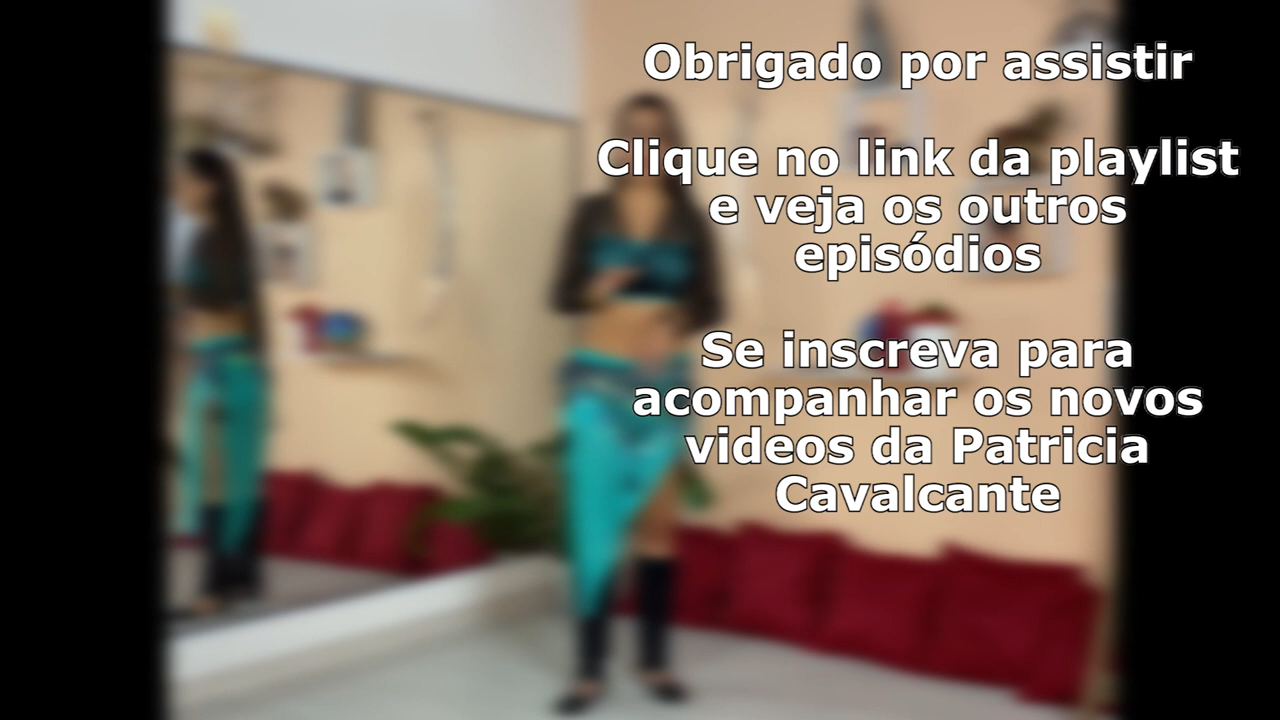 Obrigado por assistir
Clique no link da playlist
e veja os outros
episódios
Se inscreva para
acompanhar os novos
videos da Patricia
Cavalcante